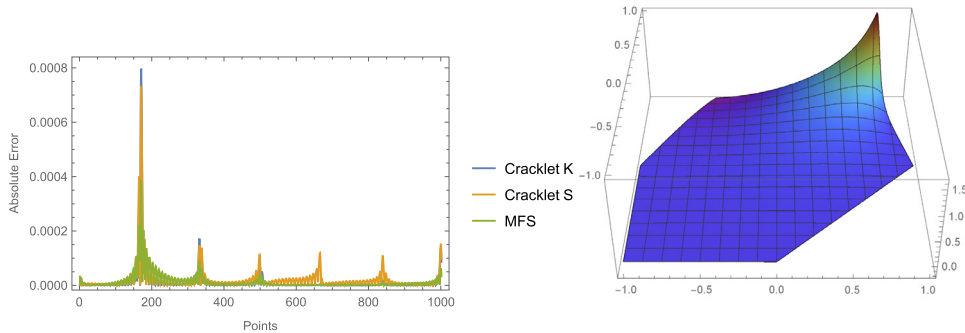 0.0008
0.0006
0.0004
0.0002
0.0000
Absolute Error
0 200 400 600 800 1000
Points
Cracklet K
Cracklet S
MFS
1.0
0.5
0.0
−0.5
−1.0
1.5
1.0
0.5
0.0
−1.0 −0.5 0.0 0.5 1.0